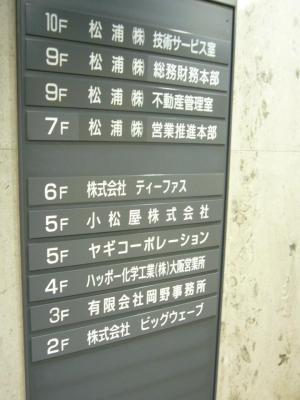 10F 松浦㈱ 技術サービス室
9F 松浦㈱ 総務財務本部
9F 松浦㈱ 不動産管理室
7F 松浦㈱ 営業推進本部
6F 株式会社 ティーファス
5F 小松屋株式会社
5F ヤギコーポレーション
4F ハッポー化学工業(株)大阪営業所
3F 有限会社岡野事務所
2F 株式会社 ビッグウェーブ